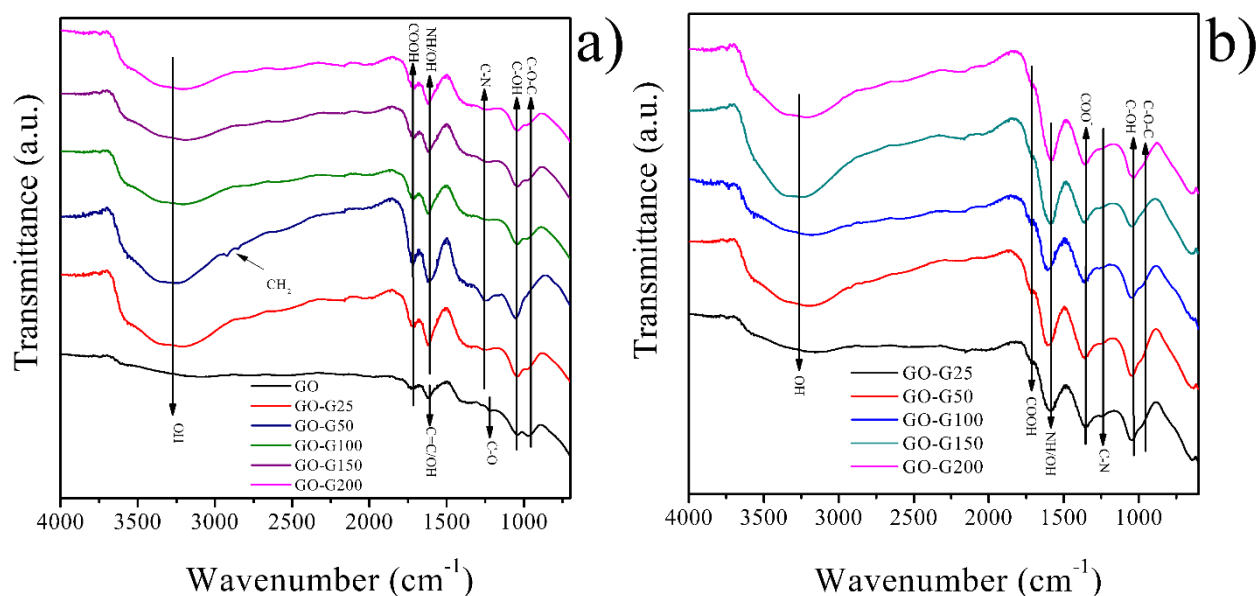 a)
COOH
NH/OH
C-N
C-OH
C-O-C
CH₂
OH
C=C/OH
C-O
GO
GO-G25
GO-G50
GO-G100
GO-G150
GO-G200
Transmittance (a.u.)
4000 3500 3000 2500 2000 1500 1000
Wavenumber (cm⁻¹)
b)
COO⁻
C-OH
C-O-C
OH
COOH
NH/OH
C-N
GO-G25
GO-G50
GO-G100
GO-G150
GO-G200
Transmittance (a.u.)
4000 3500 3000 2500 2000 1500 1000
Wavenumber (cm⁻¹)